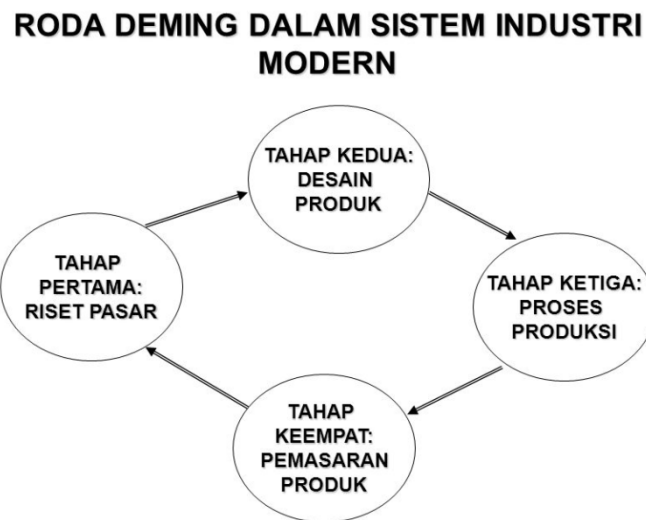 RODA DEMING DALAM SISTEM INDUSTRI
MODERN
TAHAP KEDUA:
DESAIN
PRODUK
TAHAP
PERTAMA:
RISET PASAR
TAHAP KETIGA:
PROSES
PRODUKSI
TAHAP
KEEMPAT:
PEMASARAN
PRODUK